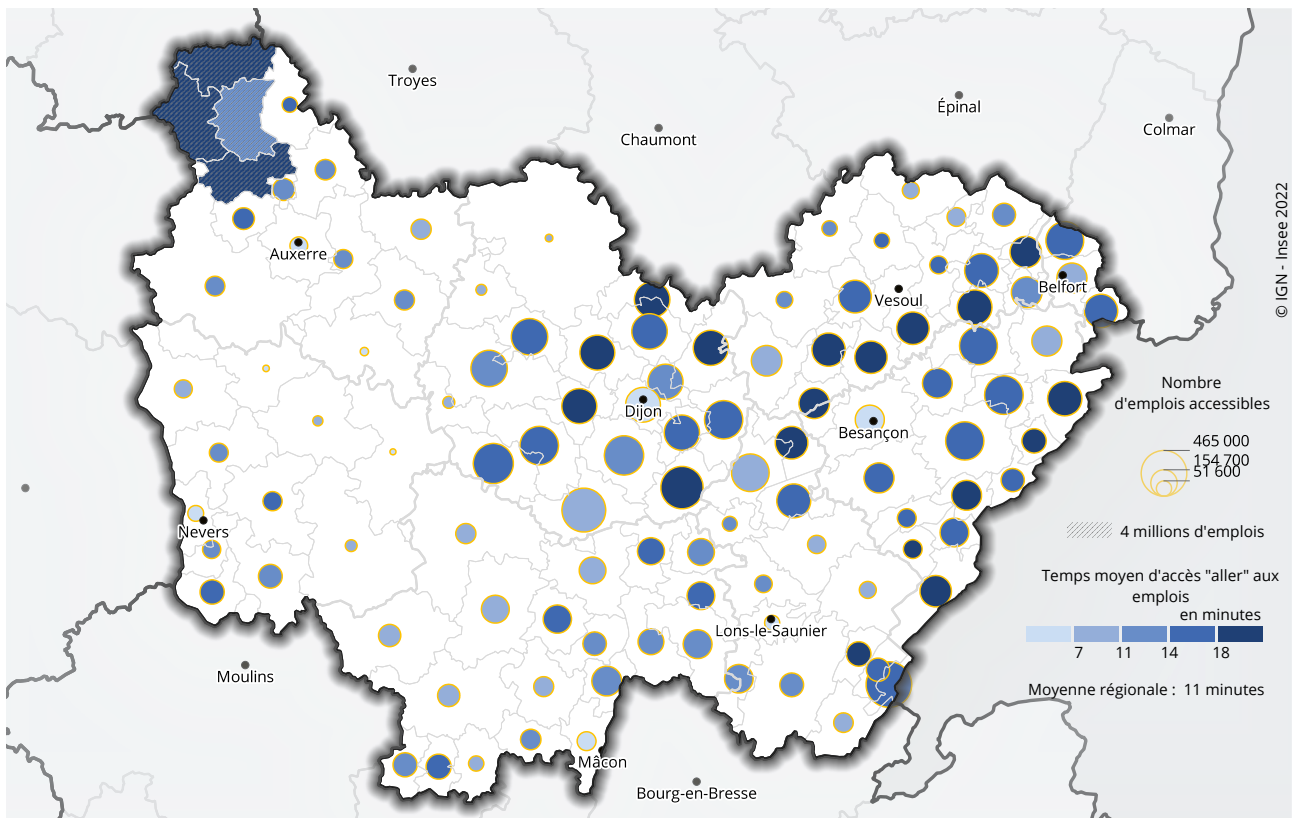 Troyes
Épinal
Chaumont
Colmar
© IGN - Insee 2022
Auxerre
Belfort
Vesoul
Dijon
Besançon
Nevers
Lons-le-Saunier
Moulins
Mâcon
Bourg-en-Bresse
Nombre
d'emplois accessibles
465 000
154 700
51 600
4 millions d'emplois
Temps moyen d'accès "aller" aux
emplois
en minutes
7 11 14 18
Moyenne régionale : 11 minutes